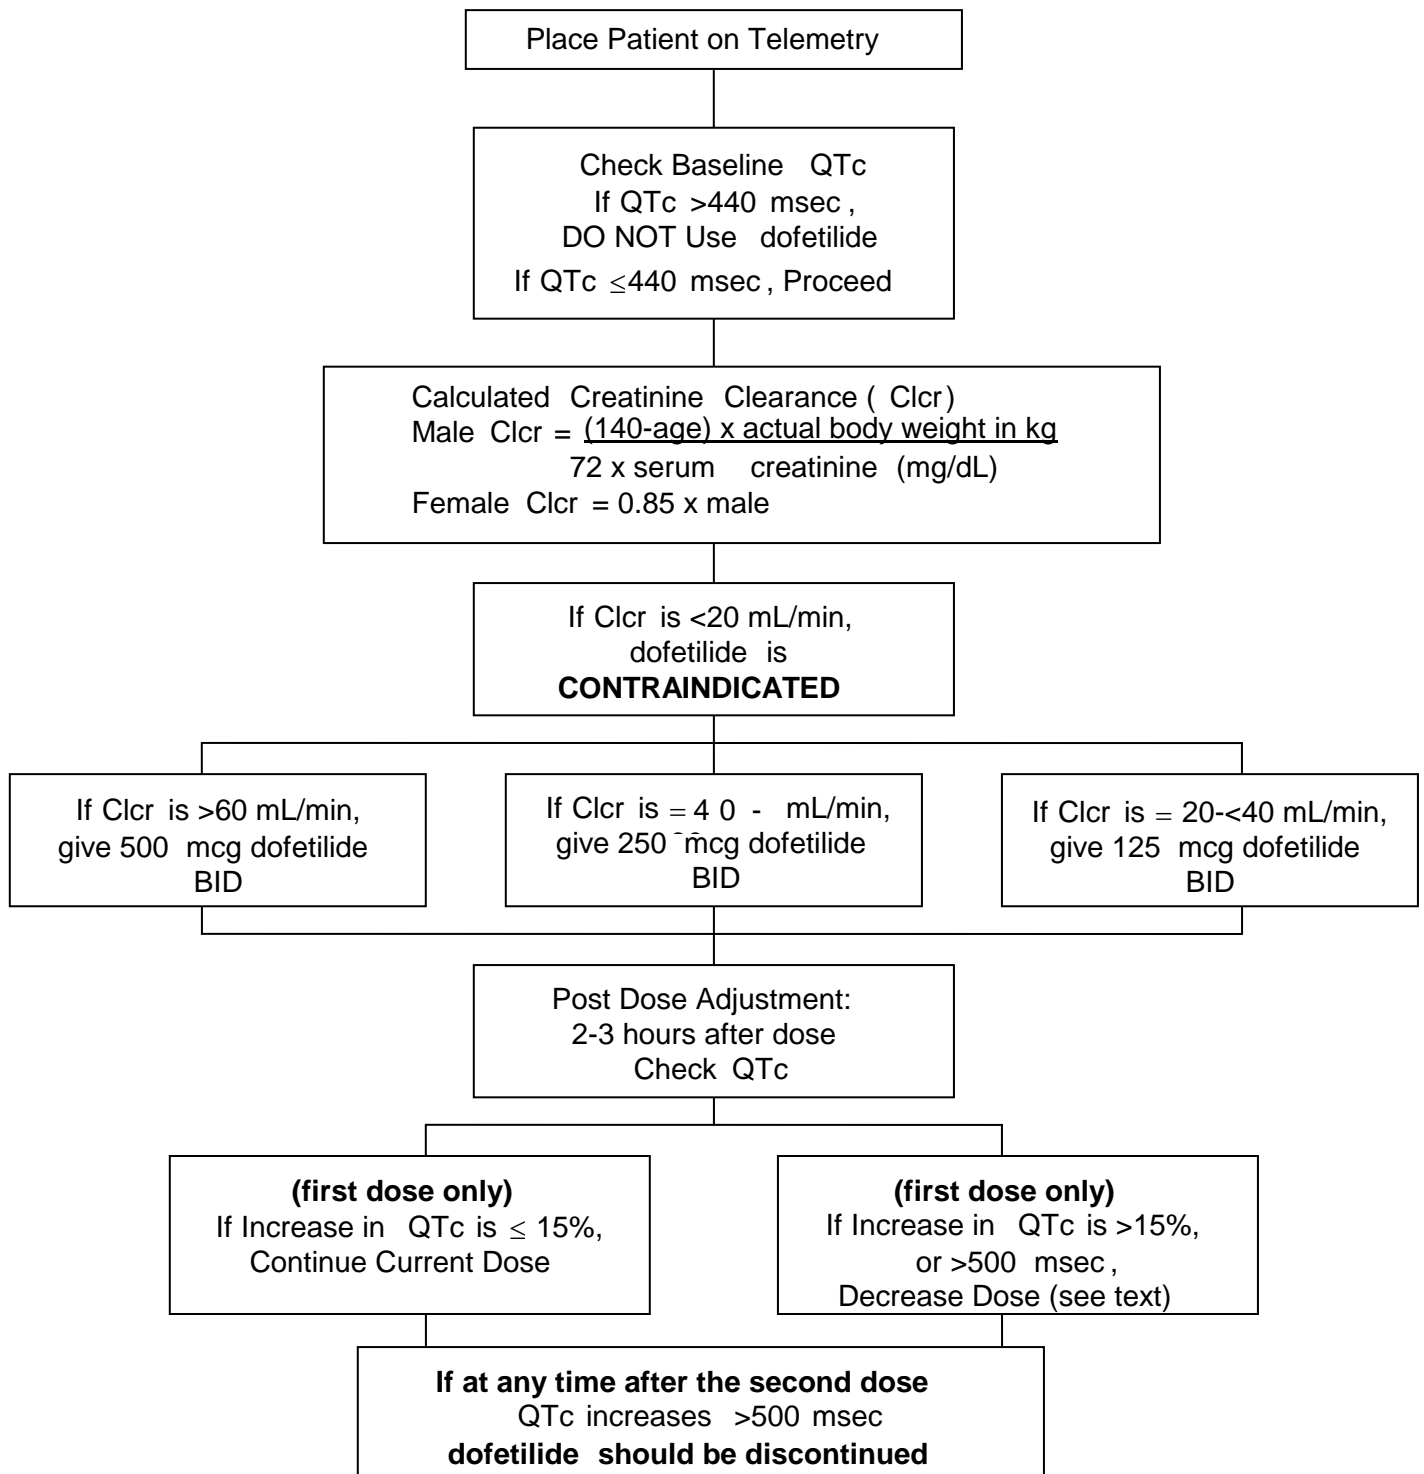 Place Patient on Telemetry
Check Baseline QTc
If QTc >440 msec,
DO NOT Use dofetilide
If QTc ≤440 msec, Proceed
Calculated Creatinine Clearance ( Clcr)
Male Clcr = (140-age) x actual body weight in kg
72 x serum creatinine (mg/dL)
Female Clcr = 0.85 x male
If Clcr is <20 mL/min,
dofetilide is
CONTRAINDICATED
If Clcr is >60 mL/min,
give 500 mcg dofetilide
BID
If Clcr is = 4 0 - mL/min,
give 250 mcg dofetilide
BID
If Clcr is = 20-<40 mL/min,
give 125 mcg dofetilide
BID
Post Dose Adjustment:
2-3 hours after dose
Check QTc
(first dose only)
If Increase in QTc is ≤ 15%,
Continue Current Dose
(first dose only)
If Increase in QTc is >15%,
or >500 msec,
Decrease Dose (see text)
If at any time after the second dose
QTc increases >500 msec
dofetilide should be discontinued